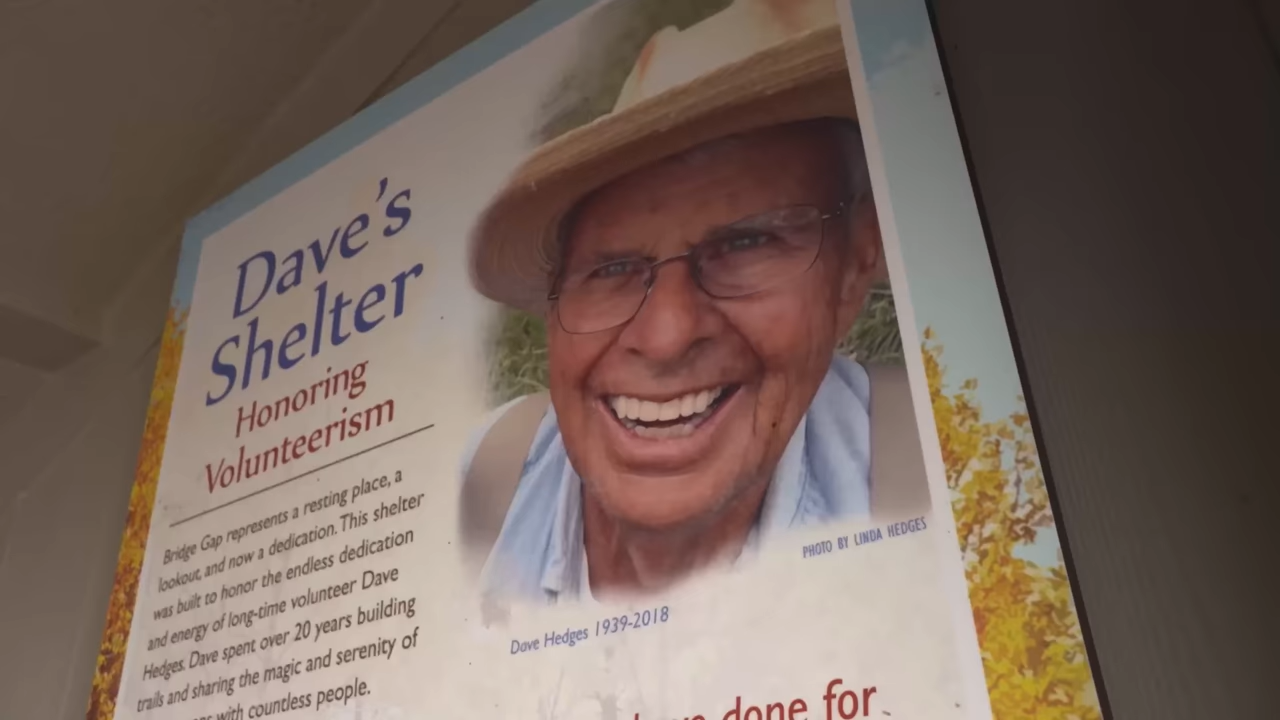 Dave's
Shelter
Honoring
Volunteerism
Bridge Gap represents a resting place, a
lookout, and now a dedication. This shelter
was built to honor the endless dedication
and energy of long-time volunteer Dave
Hedges. Dave spent over 20 years building
trails and sharing the magic and serenity of
with countless people.
PHOTO BY LINDA HEDGES
Dave Hedges 1939-2018
done for